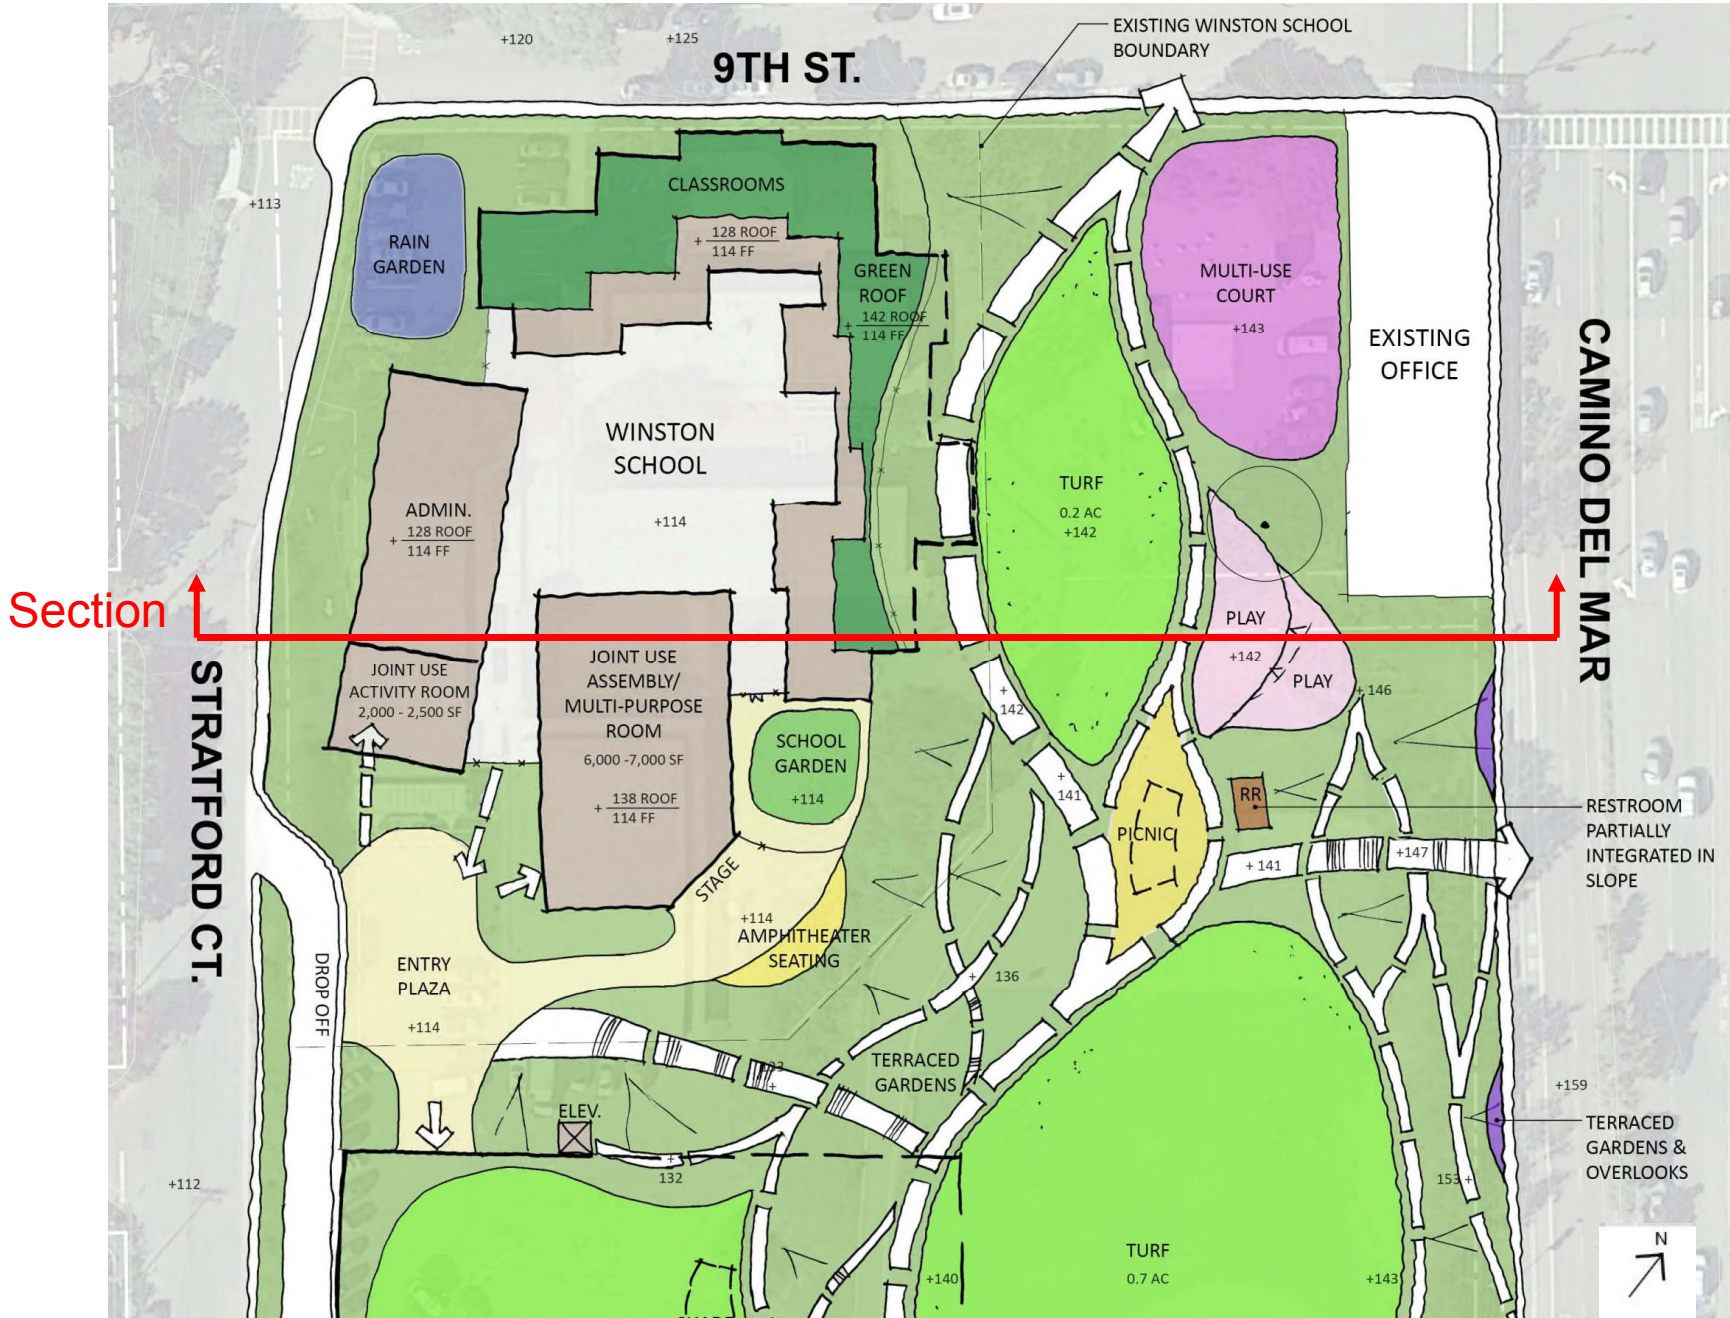 +120
+125
9TH ST.
EXISTING WINSTON SCHOOL
BOUNDARY
+113
CLASSROOMS
RAIN
GARDEN
+ 128 ROOF
114 FF
GREEN
ROOF
+ 142 ROOF
114 FF
MULTI-USE
COURT
+143
EXISTING
OFFICE
CAMINO DEL MAR
WINSTON
SCHOOL
+114
ADMIN.
+ 128 ROOF
114 FF
TURF
0.2 AC
+142
Section
PLAY
+142
PLAY
+ 146
JOINT USE
ACTIVITY ROOM
2,000 - 2,500 SF
JOINT USE
ASSEMBLY/
MULTI-PURPOSE
ROOM
6,000 -7,000 SF
+ 138 ROOF
114 FF
+
142
SCHOOL
GARDEN
+114
+
141
STRATFORD CT.
RR
RESTROOM
PARTIALLY
INTEGRATED IN
SLOPE
PICNIC
+ 141
+147
STAGE
+114
AMPHITHEATER
SEATING
DROP OFF
ENTRY
PLAZA
+114
+ 136
TERRACED
GARDENS
133
+
+159
ELEV.
TERRACED
GARDENS &
OVERLOOKS
+
132
+112
153 +
TURF
0.7 AC
+140
+143
N